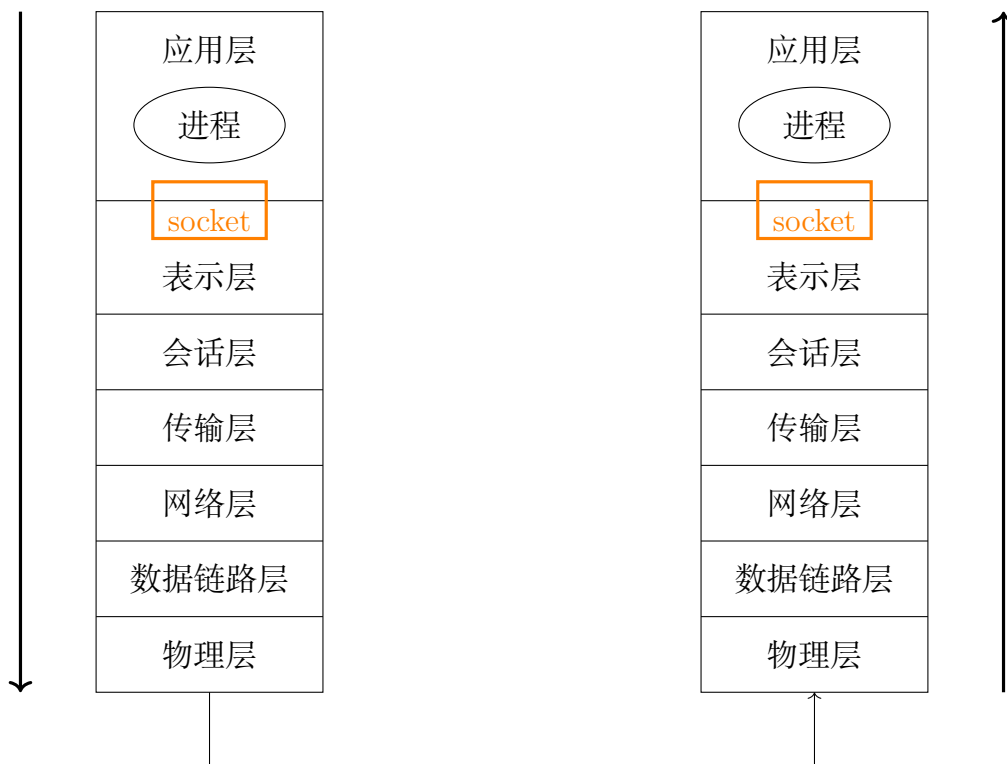 应用层
进程
socket
表示层
会话层
传输层
网络层
数据链路层
物理层
应用层
进程
socket
表示层
会话层
传输层
网络层
数据链路层
物理层